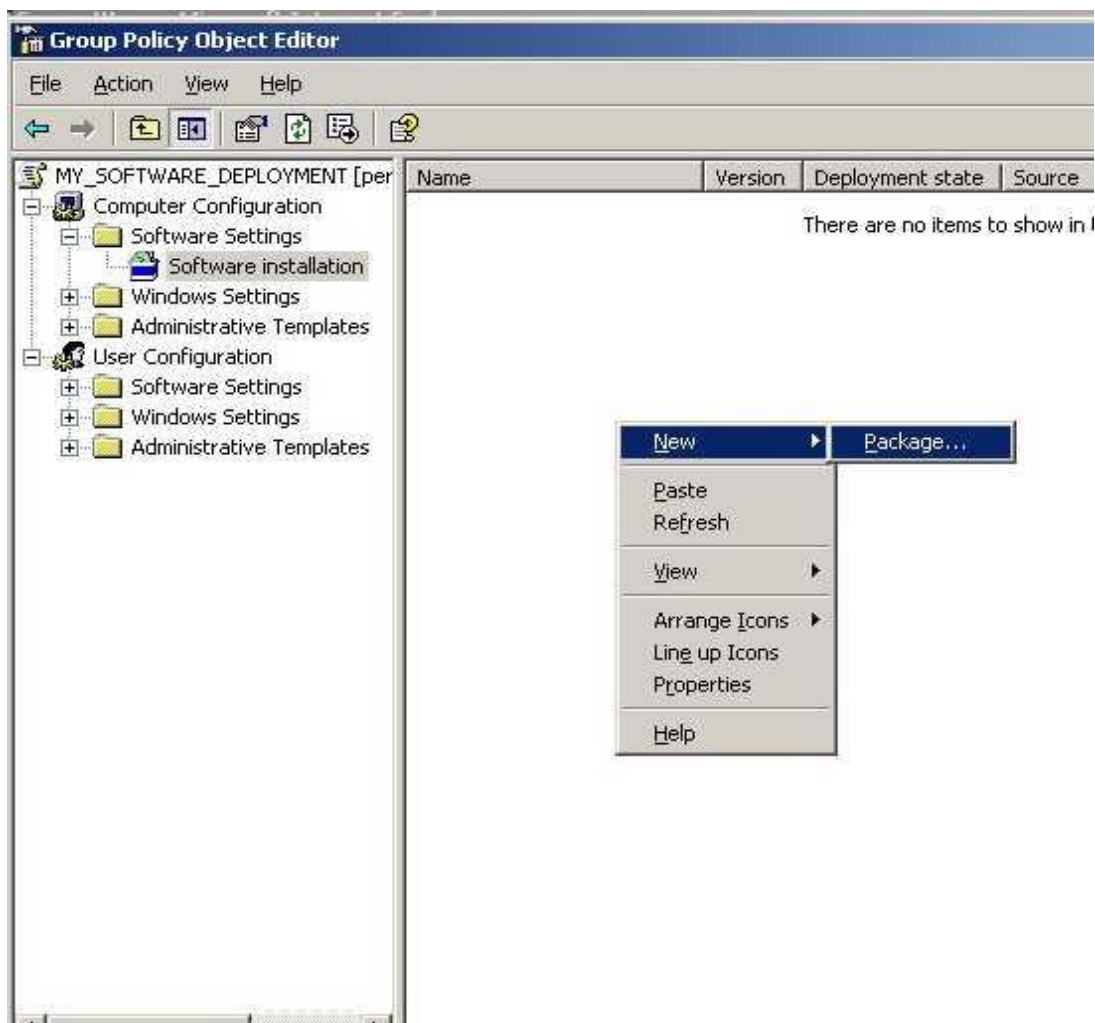 Group Policy Object Editor
File Action View Help
MY_SOFTWARE_DEPLOYMENT [per
Computer Configuration
Software Settings
Software installation
Windows Settings
Administrative Templates
User Configuration
Software Settings
Windows Settings
Administrative Templates
Name Version Deployment state Source
There are no items to show in
New Package...
Paste
Refresh
View
Arrange Icons
Line up Icons
Properties
Help